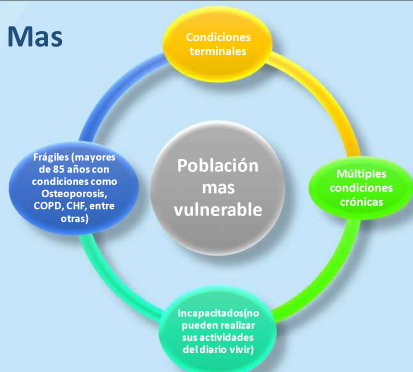 Mas
Condiciones
terminales
Frágiles (mayores
de 85 años con
condiciones como
Osteoporosis,
COPD, CHF, entre
otras)
Población
mas
vulnerable
Múltiples
condiciones
crónicas
Incapacitados(no
pueden realizar
sus actividades
del diario vivir)